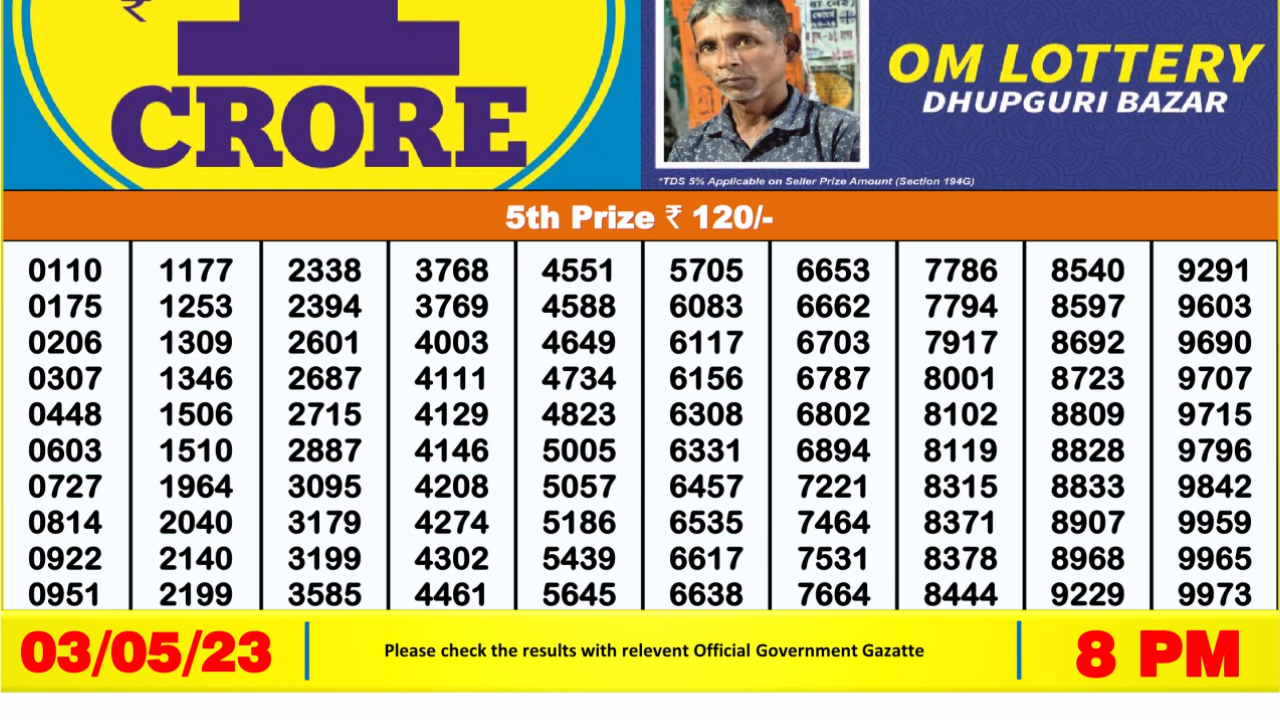 ₹
1
CRORE
OM LOTTERY
DHUPGURI BAZAR
*TDS 5% Applicable on Seller Prize Amount (Section 194G)
5th Prize ₹ 120/-
0110 1177 2338 3768 4551 5705 6653 7786 8540 9291
0175 1253 2394 3769 4588 6083 6662 7794 8597 9603
0206 1309 2601 4003 4649 6117 6703 7917 8692 9690
0307 1346 2687 4111 4734 6156 6787 8001 8723 9707
0448 1506 2715 4129 4823 6308 6802 8102 8809 9715
0603 1510 2887 4146 5005 6331 6894 8119 8828 9796
0727 1964 3095 4208 5057 6457 7221 8315 8833 9842
0814 2040 3179 4274 5186 6535 7464 8371 8907 9959
0922 2140 3199 4302 5439 6617 7531 8378 8968 9965
0951 2199 3585 4461 5645 6638 7664 8444 9229 9973
03/05/23
Please check the results with relevent Official Government Gazatte
8 PM